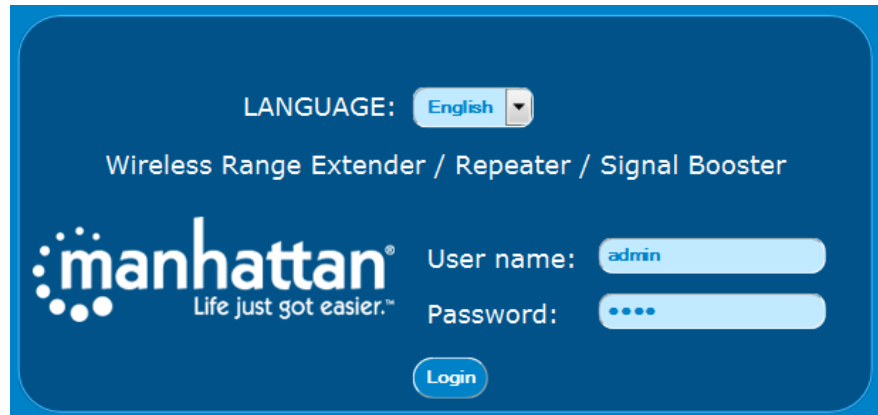 LANGUAGE: English
Wireless Range Extender / Repeater / Signal Booster
manhattan®
Life just got easier.™
User name: admin
Password: ••••
Login